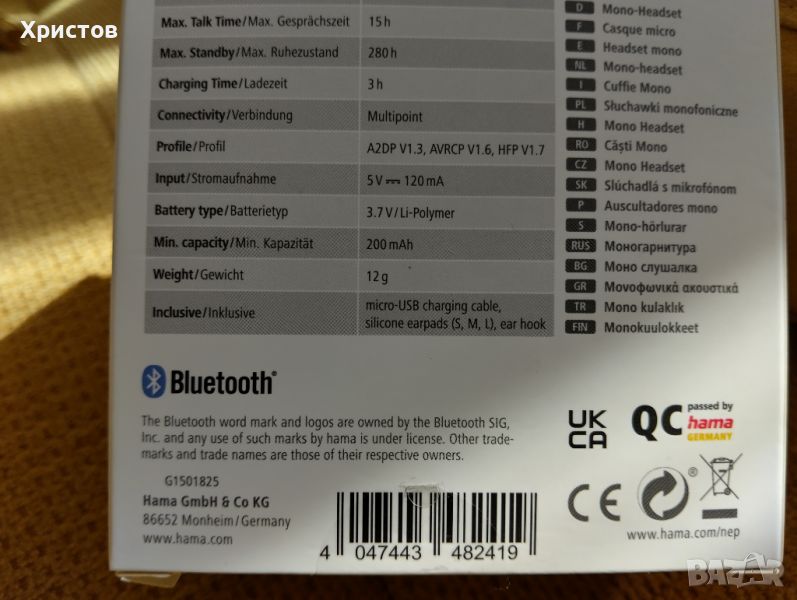 Христов
Max. Talk Time/Max. Gesprächszeit 15 h
Max. Standby/Max. Ruhezustand 280 h
Charging Time/Ladezeit 3 h
Connectivity/Verbindung Multipoint
Profile/Profil A2DP V1.3, AVRCP V1.6, HFP V1.7
Input/Stromaufnahme 5 V ⎓ 120 mA
Battery type/Batterietyp 3.7 V/Li-Polymer
Min. capacity/Min. Kapazität 200 mAh
Weight/Gewicht 12 g
Inclusive/Inklusive micro-USB charging cable,
silicone earpads (S, M, L), ear hook
D Mono-Headset
F Casque micro
E Headset mono
NL Mono-headset
I Cuffie Mono
PL Słuchawki monofoniczne
H Mono Headset
RO Căști Mono
CZ Mono Headset
SK Slúchadlá s mikrofónom
P Auscultadores mono
S Mono-hörlurar
RUS Моногарнитура
BG Моно слушалка
GR Μονοφωνικά ακουστικά
TR Mono kulaklık
FIN Monokuulokkeet
Bluetooth®
The Bluetooth word mark and logos are owned by the Bluetooth SIG,
Inc. and any use of such marks by hama is under license. Other trade-
marks and trade names are those of their respective owners.
UK
CA
QC passed by
hama
GERMANY
G1501825
Hama GmbH & Co KG
86652 Monheim/Germany
www.hama.com
CE
®
www.hama.com/nep
4 047443 482419
BAZAR